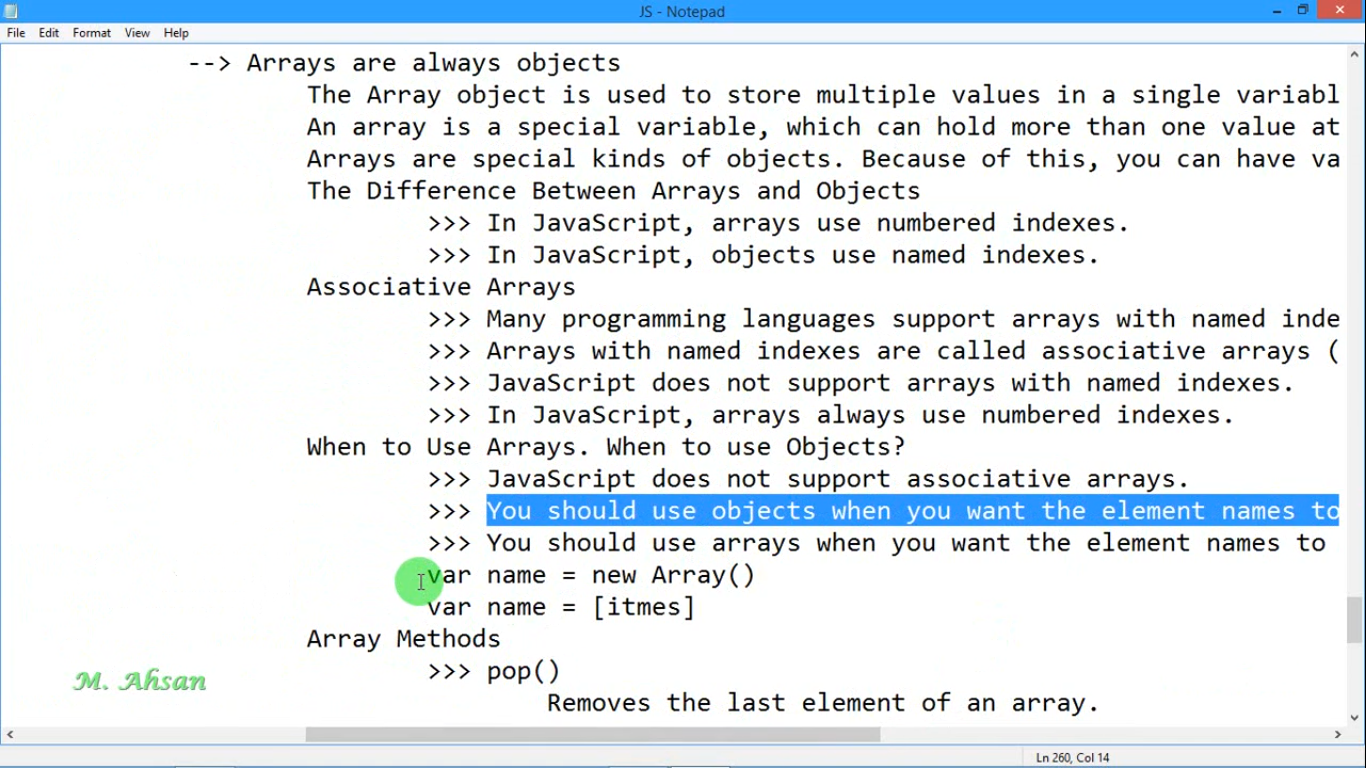 JS - Notepad
File Edit Format View Help
--> Arrays are always objects
The Array object is used to store multiple values in a single variabl
An array is a special variable, which can hold more than one value at
Arrays are special kinds of objects. Because of this, you can have va
The Difference Between Arrays and Objects
>>> In JavaScript, arrays use numbered indexes.
>>> In JavaScript, objects use named indexes.
Associative Arrays
>>> Many programming languages support arrays with named inde
>>> Arrays with named indexes are called associative arrays (
>>> JavaScript does not support arrays with named indexes.
>>> In JavaScript, arrays always use numbered indexes.
When to Use Arrays. When to use Objects?
>>> JavaScript does not support associative arrays.
>>> You should use objects when you want the element names to
>>> You should use arrays when you want the element names to
var name = new Array()
var name = [itmes]
Array Methods
>>> pop()
M. Ahsan
Removes the last element of an array.
Ln 260, Col 14